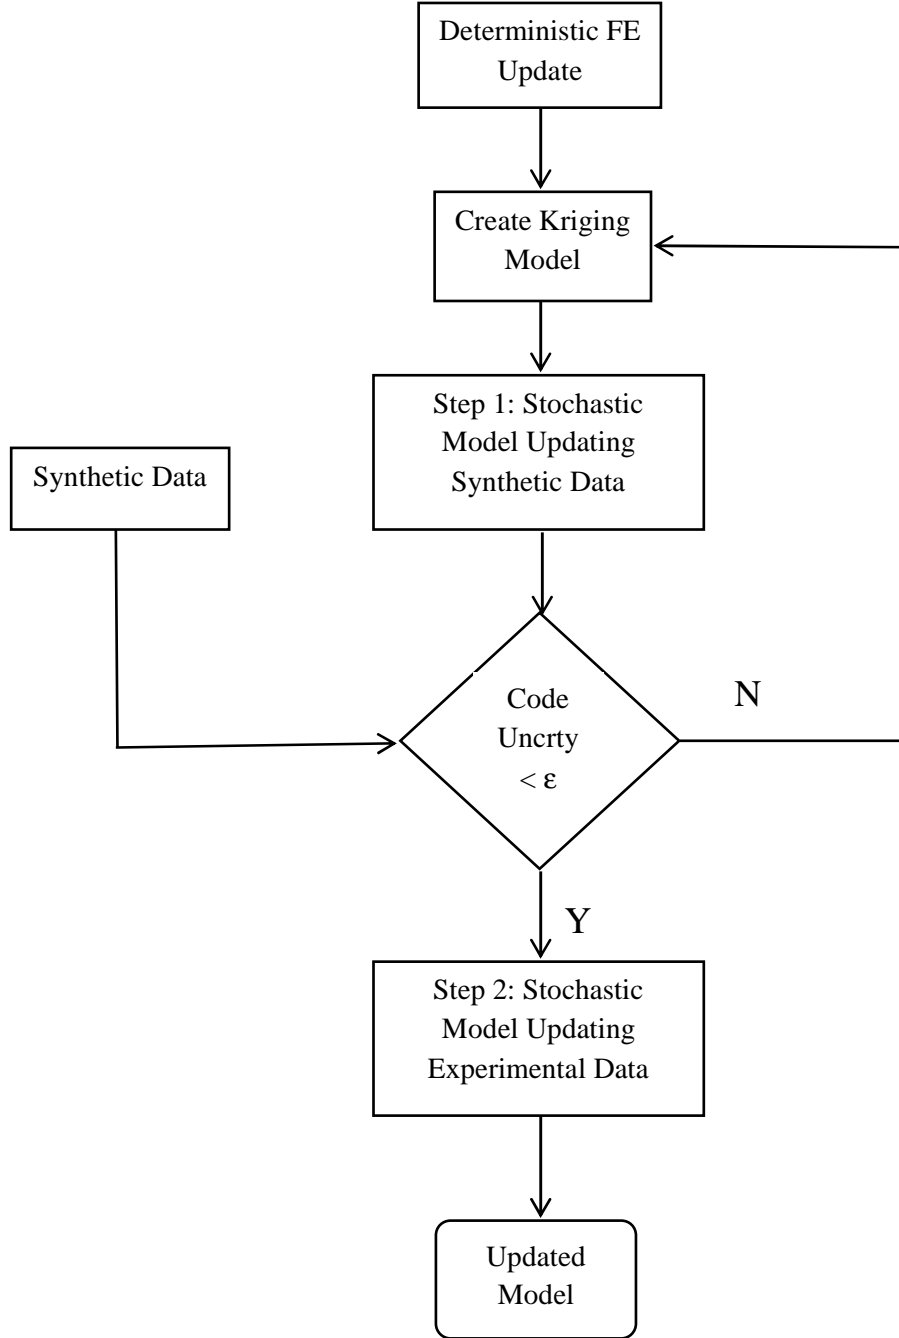 Deterministic FE
Update
Create Kriging
Model
Step 1: Stochastic
Model Updating
Synthetic Data
Synthetic Data
Code
Uncrty
< ε
N
Y
Step 2: Stochastic
Model Updating
Experimental Data
Updated
Model